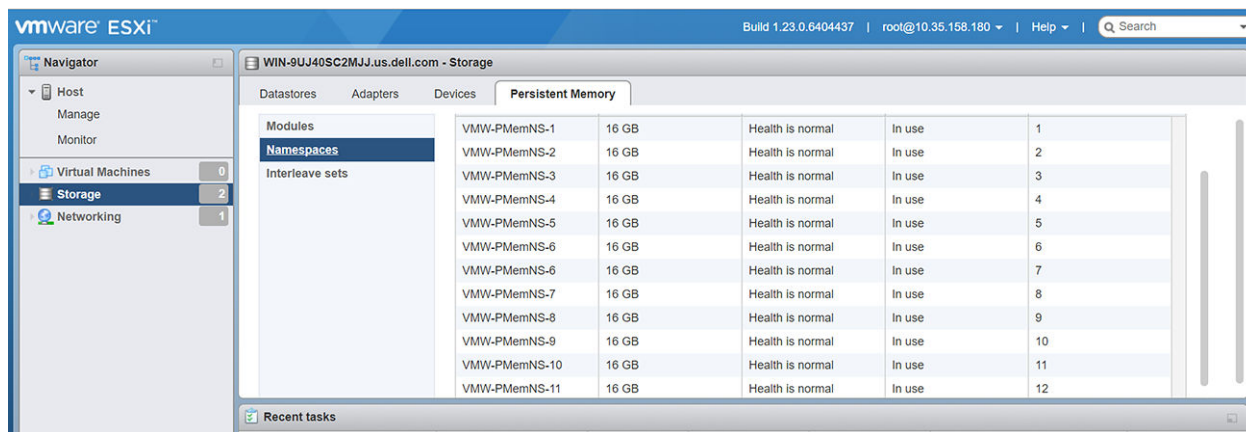 vmware ESXi™ Build 1.23.0.6404437 | root@10.35.158.180 | Help | Search
Navigator
Host
Manage
Monitor
Virtual Machines 0
Storage 2
Networking 1
WIN-9UJ40SC2MJJ.us.dell.com - Storage
Datastores Adapters Devices Persistent Memory
Modules
Namespaces
Interleave sets
VMW-PMemNS-1 16 GB Health is normal In use 1
VMW-PMemNS-2 16 GB Health is normal In use 2
VMW-PMemNS-3 16 GB Health is normal In use 3
VMW-PMemNS-4 16 GB Health is normal In use 4
VMW-PMemNS-5 16 GB Health is normal In use 5
VMW-PMemNS-6 16 GB Health is normal In use 6
VMW-PMemNS-6 16 GB Health is normal In use 7
VMW-PMemNS-7 16 GB Health is normal In use 8
VMW-PMemNS-8 16 GB Health is normal In use 9
VMW-PMemNS-9 16 GB Health is normal In use 10
VMW-PMemNS-10 16 GB Health is normal In use 11
VMW-PMemNS-11 16 GB Health is normal In use 12
Recent tasks